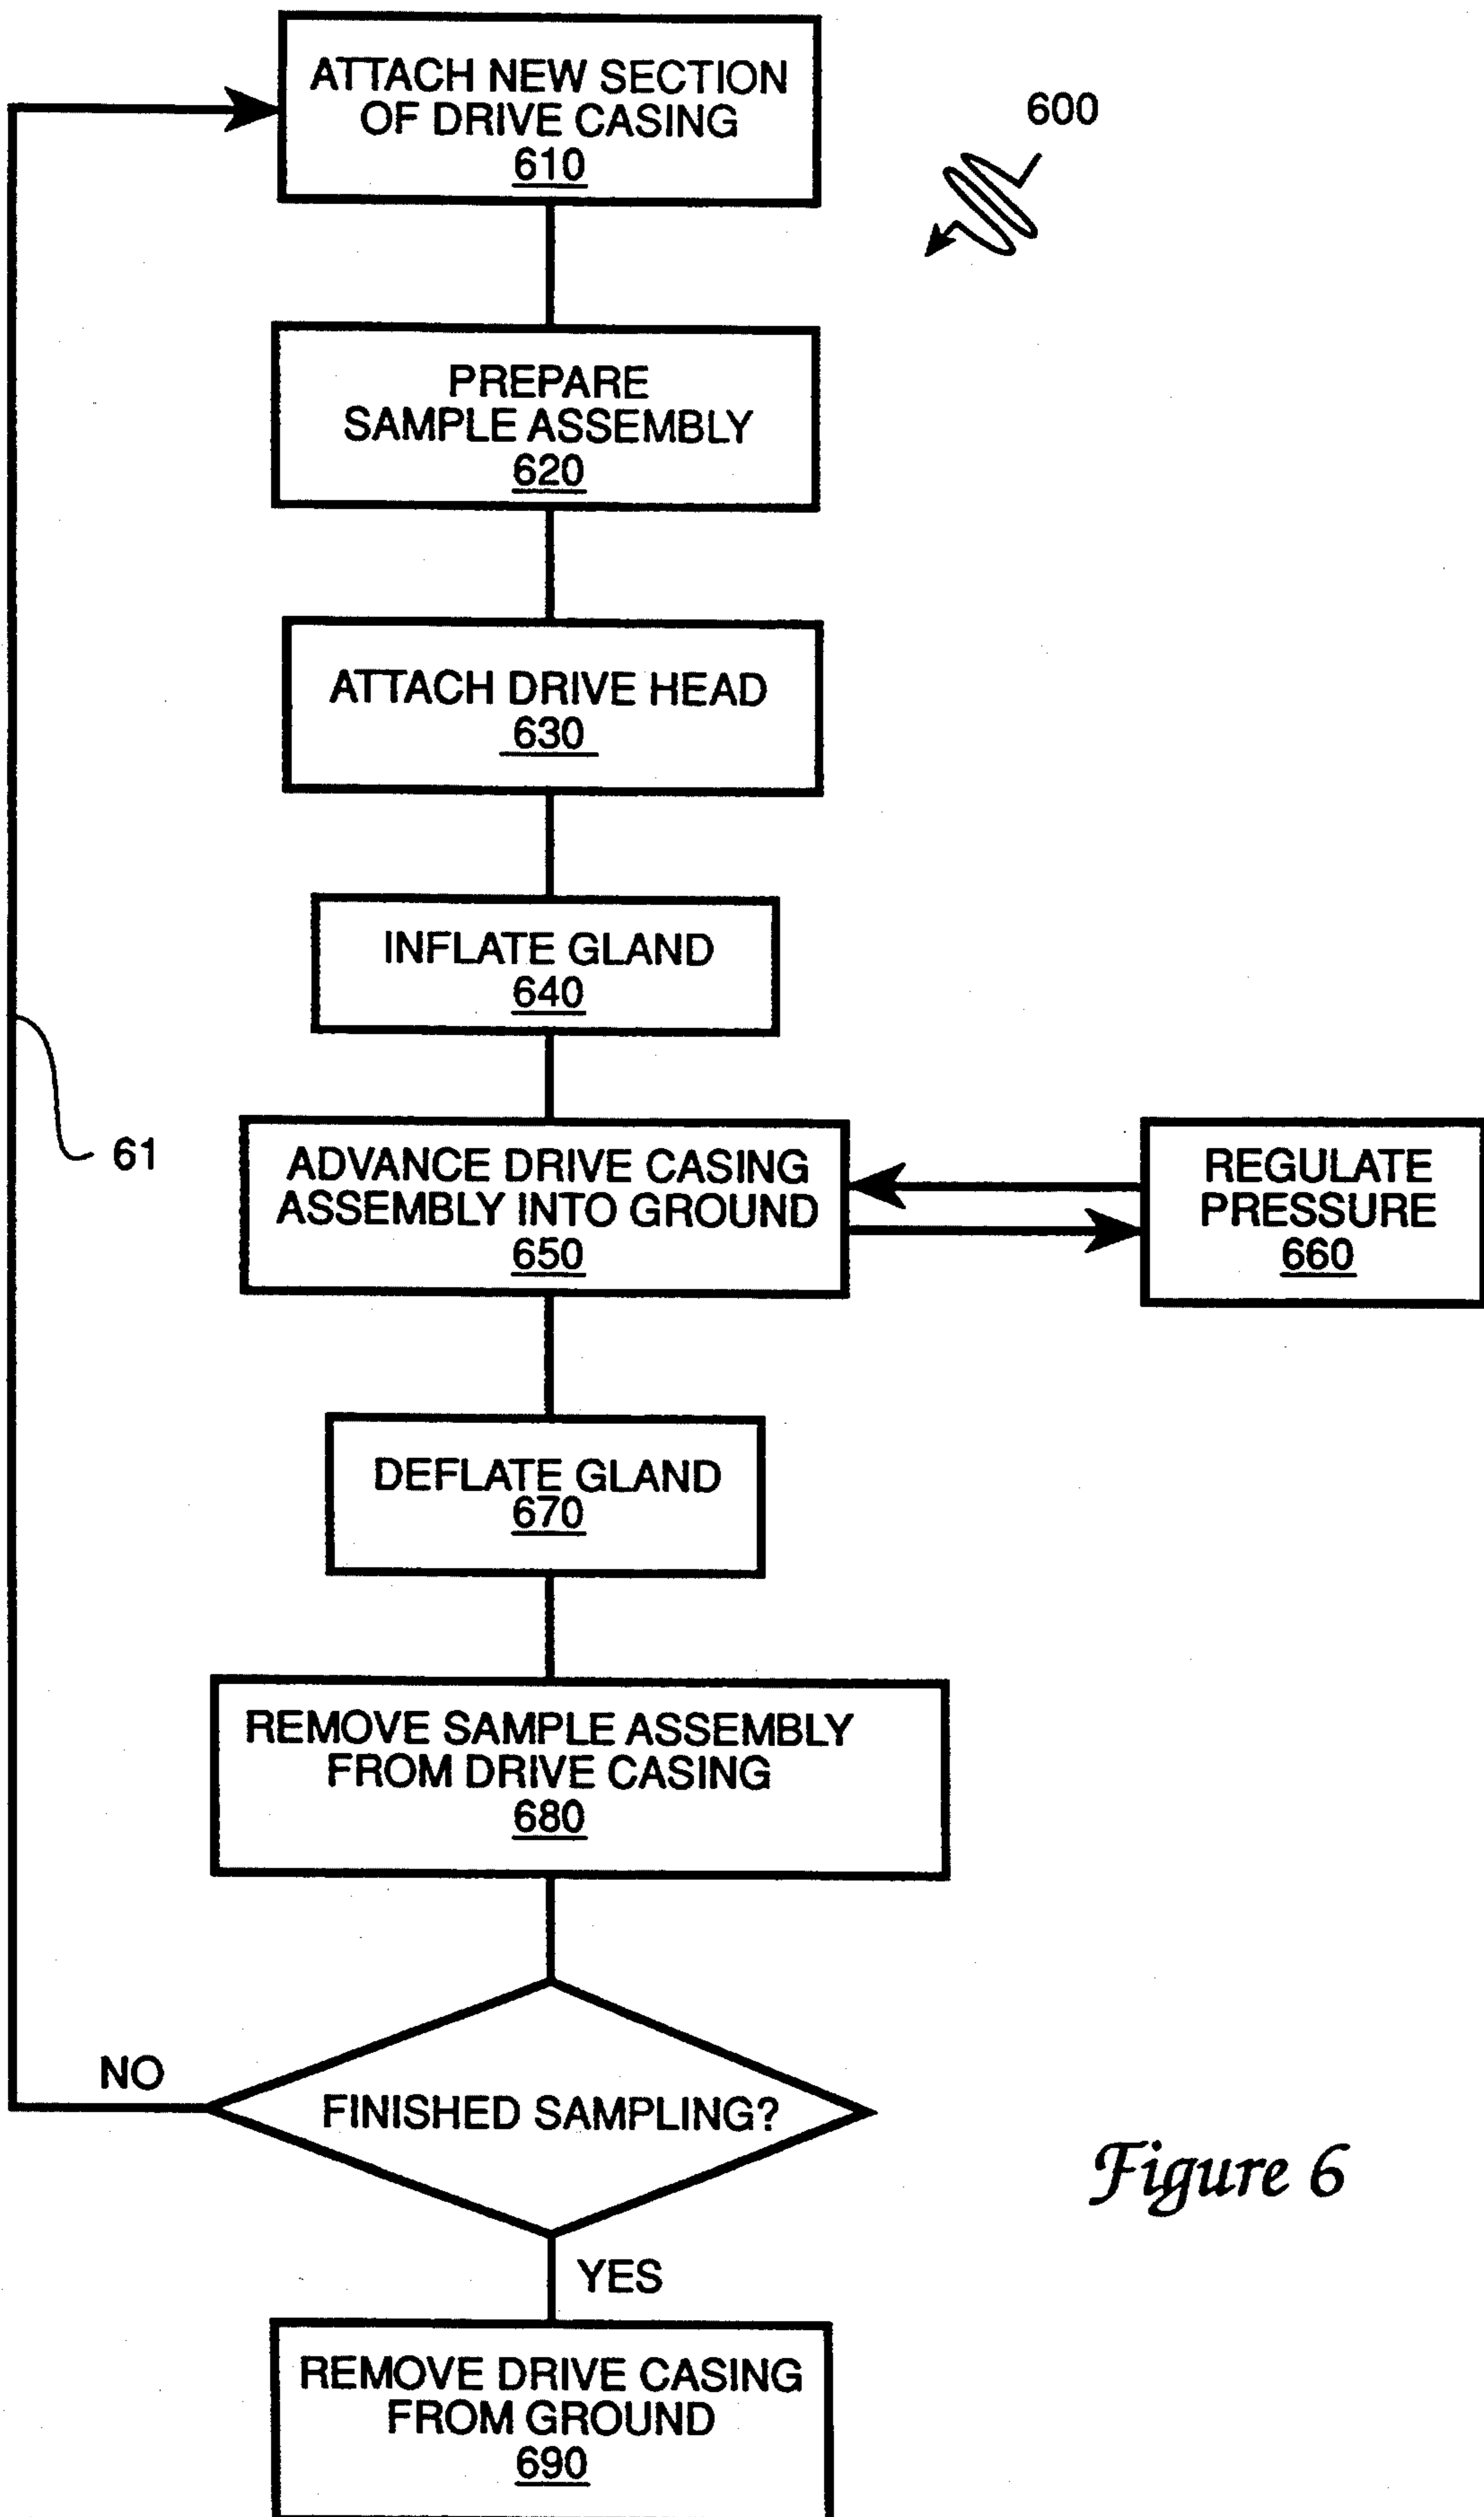 ATTACH NEW SECTION
OF DRIVE CASING
610
600
PREPARE
SAMPLE ASSEMBLY
620
ATTACH DRIVE HEAD
630
INFLATE GLAND
640
61
ADVANCE DRIVE CASING
ASSEMBLY INTO GROUND
650
REGULATE
PRESSURE
660
DEFLATE GLAND
670
REMOVE SAMPLE ASSEMBLY
FROM DRIVE CASING
680
NO
FINISHED SAMPLING?
YES
Figure 6
REMOVE DRIVE CASING
FROM GROUND
690